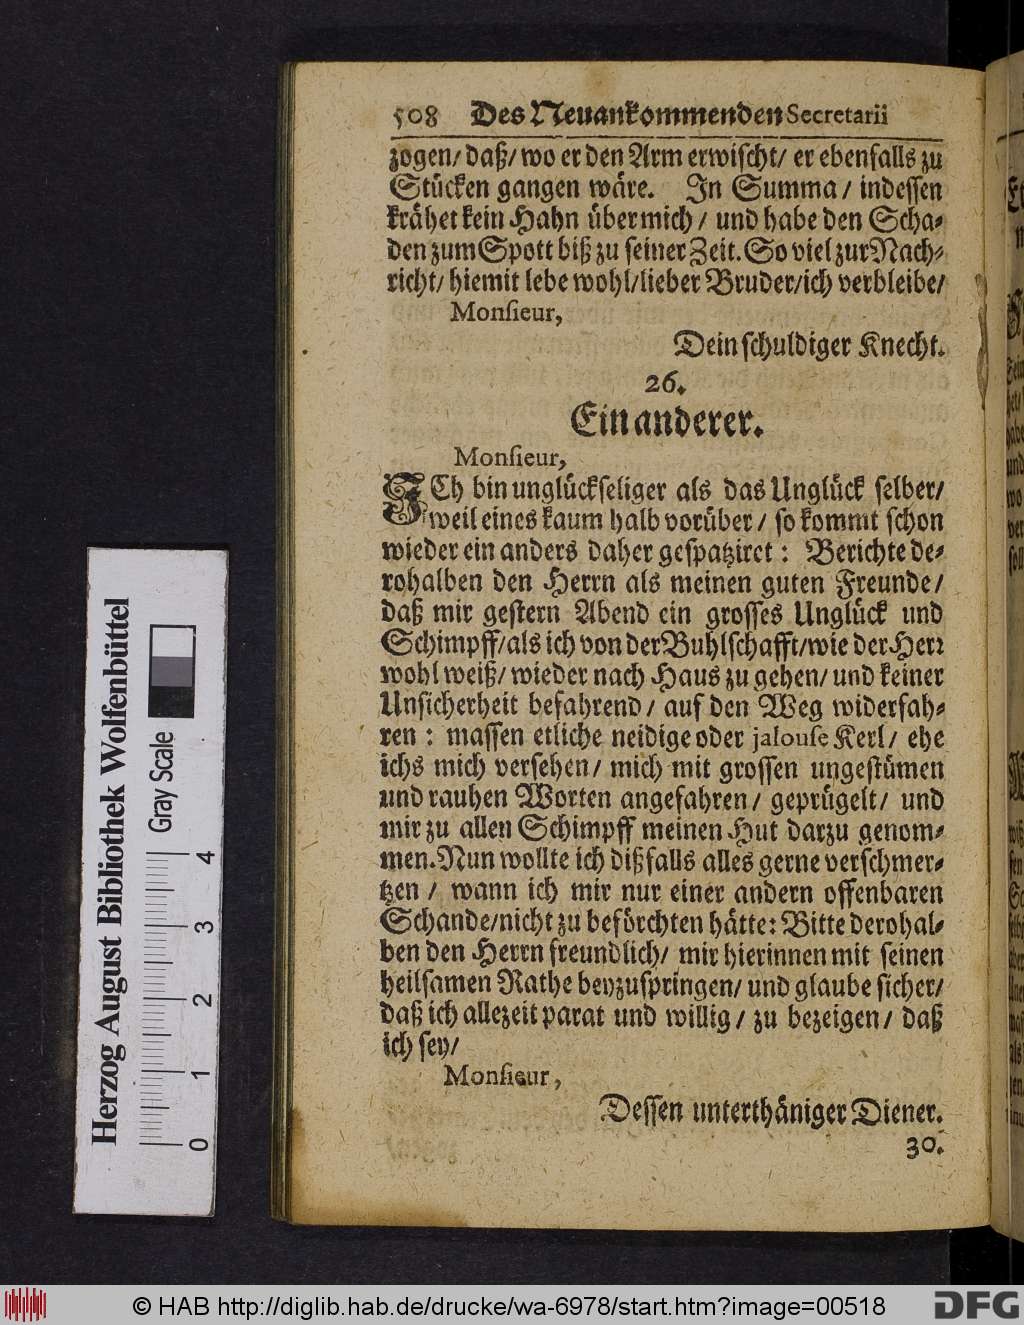 508 Des Neuankommenden Secretarii
zogen/ daß/ wo er den Arm erwischt/ er ebenfalls zu
Stücken gangen wäre. In Summa/ indessen
krähet kein Hahn über mich/ und habe den Scha-
den zum Spott biß zu seiner Zeit. So viel zur Nach-
richt/ hiemit lebe wohl/ lieber Bruder/ ich verbleibe/
Monsieur,
Dein schuldiger Knecht.
26.
Ein anderer.
Monsieur,
ICh bin unglückseliger als das Unglück selber/
weil eines kaum halb vorüber/ so kommt schon
wieder ein anders daher gespatziret: Berichte de-
rohalben den Herrn als meinen guten Freunde/
daß mir gestern Abend ein grosses Unglück und
Schimpff/ als ich von der Buhlschafft/ wie der Herr
wohl weiß/ wieder nach Haus zu gehen/ und keiner
Unsicherheit befahrend/ auf den Weg widerfah-
ren: massen etliche neidige oder jalouse Kerl/ ehe
ichs mich versehen/ mich mit grossen ungestümen
und rauhen Worten angefahren/ geprügelt/ und
mir zu allen Schimpff meinen Hut darzu genom-
men. Nun wollte ich dißfalls alles gerne verschmer-
tzen/ wann ich mir nur einer andern offenbaren
Schande/ nicht zu beförchten hätte: Bitte derohal-
ben den Herrn freundlich/ mir hierinnen mit seinen
heilsamen Rathe beyzuspringen/ und glaube sicher/
daß ich allezeit parat und willig/ zu bezeigen/ daß
ich sey/
Monsieur,
Dessen unterthäniger Diener.
30.
Herzog August Bibliothek Wolfenbüttel
Gray Scale
0 1 2 3 4
© HAB http://diglib.hab.de/drucke/wa-6978/start.htm?image=00518
DFG